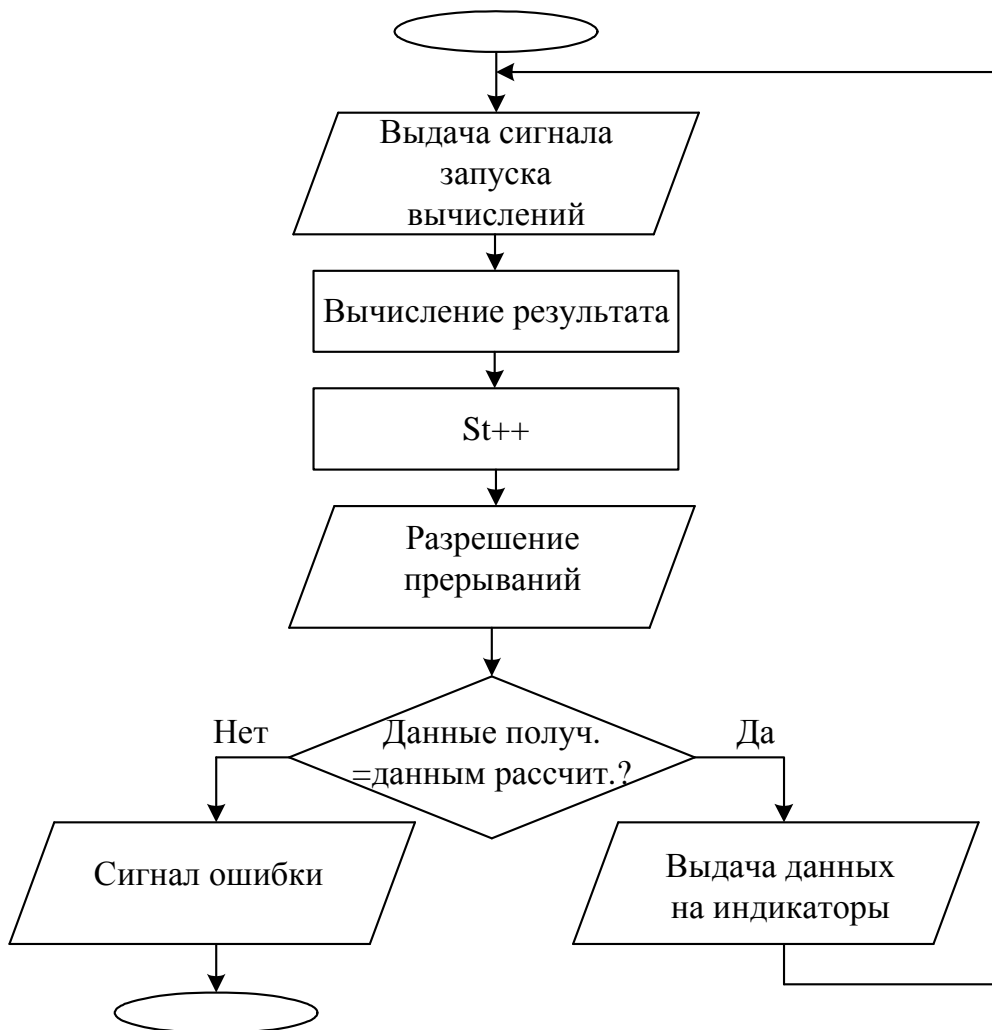 Выдача сигнала
запуска
вычислений
Вычисление результата
St++
Разрешение
прерываний
Нет
Данные получ.
=данным рассчит.?
Да
Сигнал ошибки
Выдача данных
на индикаторы